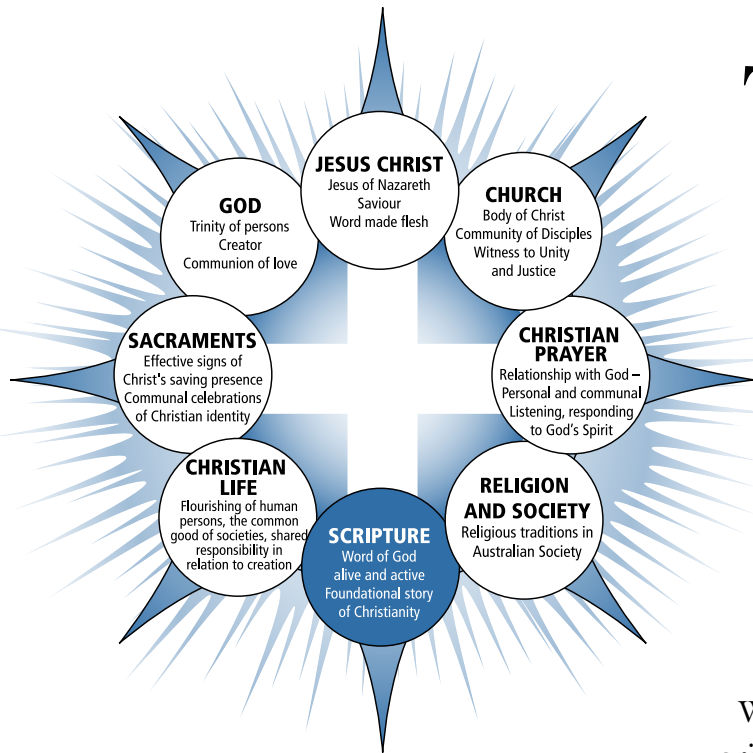 JESUS CHRIST
Jesus of Nazareth
Saviour
Word made flesh
CHURCH
Body of Christ
Community of Disciples
Witness to Unity
and Justice
CHRISTIAN
PRAYER
Relationship with God –
Personal and communal
Listening, responding
to God's Spirit
RELIGION
AND SOCIETY
Religious traditions in
Australian Society
SCRIPTURE
Word of God
alive and active
Foundational story
of Christianity
CHRISTIAN
LIFE
Flourishing of human
persons, the common
good of societies, shared
responsibility in
relation to creation
SACRAMENTS
Effective signs of
Christ's saving presence
Communal celebrations
of Christian identity
GOD
Trinity of persons
Creator
Communion of love